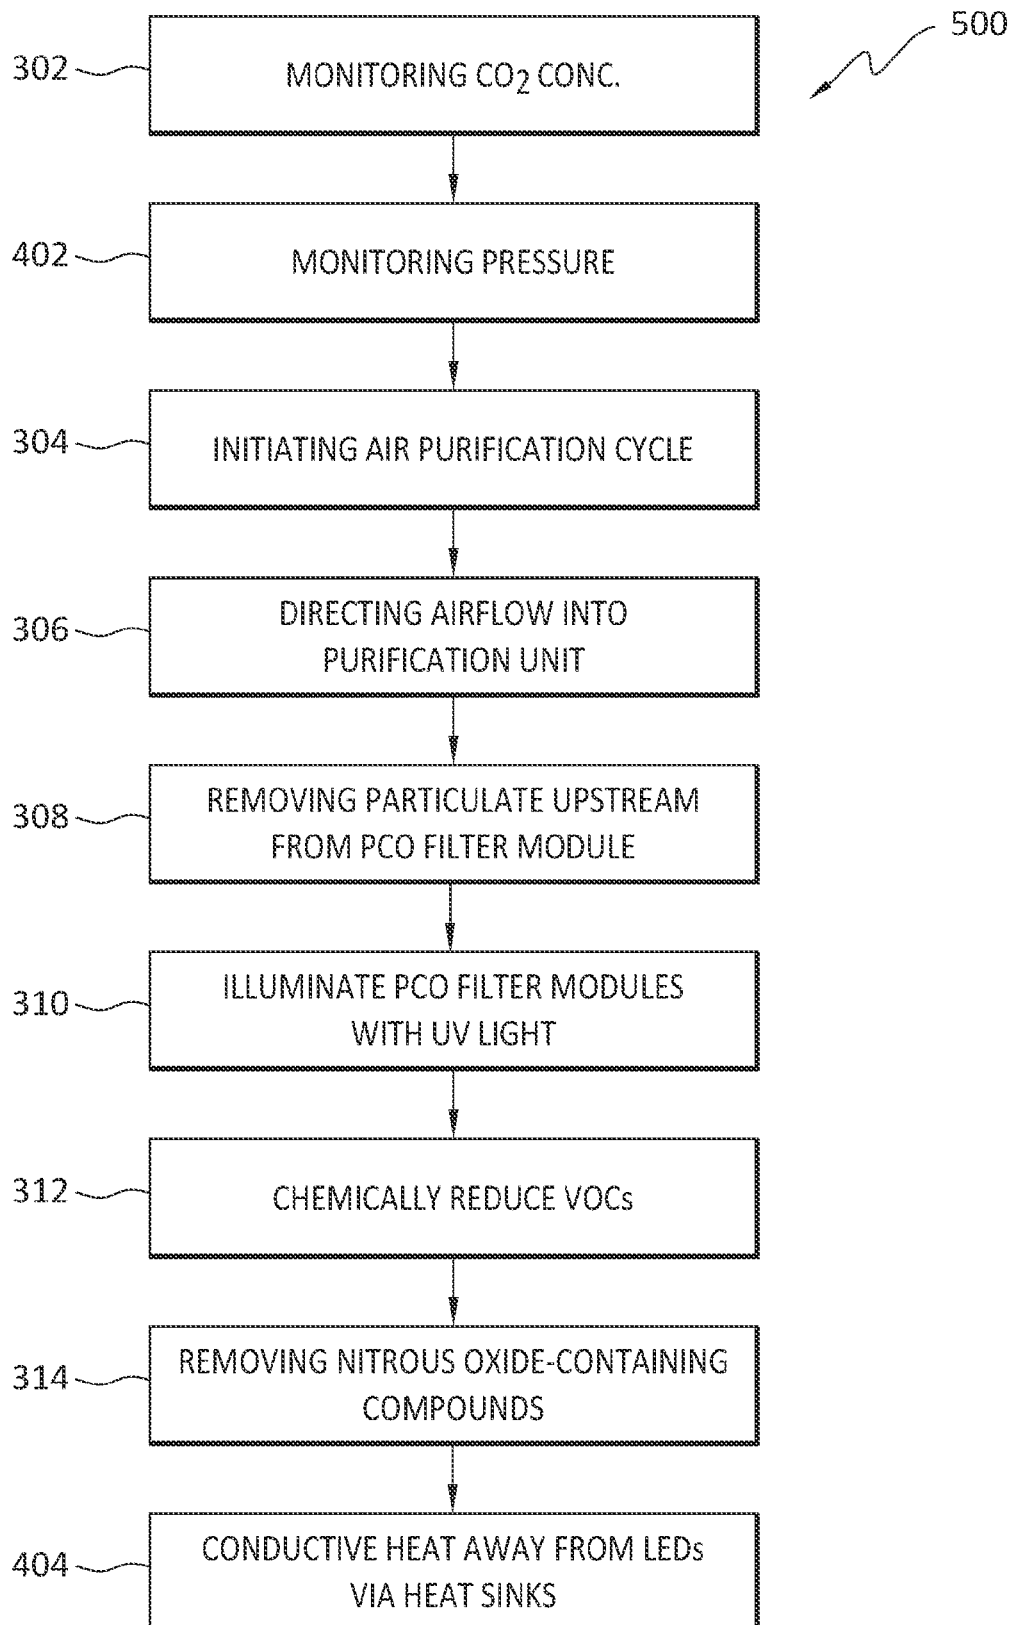 500
302
MONITORING CO₂ CONC.
402
MONITORING PRESSURE
304
INITIATING AIR PURIFICATION CYCLE
306
DIRECTING AIRFLOW INTO
PURIFICATION UNIT
308
REMOVING PARTICULATE UPSTREAM
FROM PCO FILTER MODULE
310
ILLUMINATE PCO FILTER MODULES
WITH UV LIGHT
312
CHEMICALLY REDUCE VOCs
314
REMOVING NITROUS OXIDE-CONTAINING
COMPOUNDS
404
CONDUCTIVE HEAT AWAY FROM LEDs
VIA HEAT SINKS